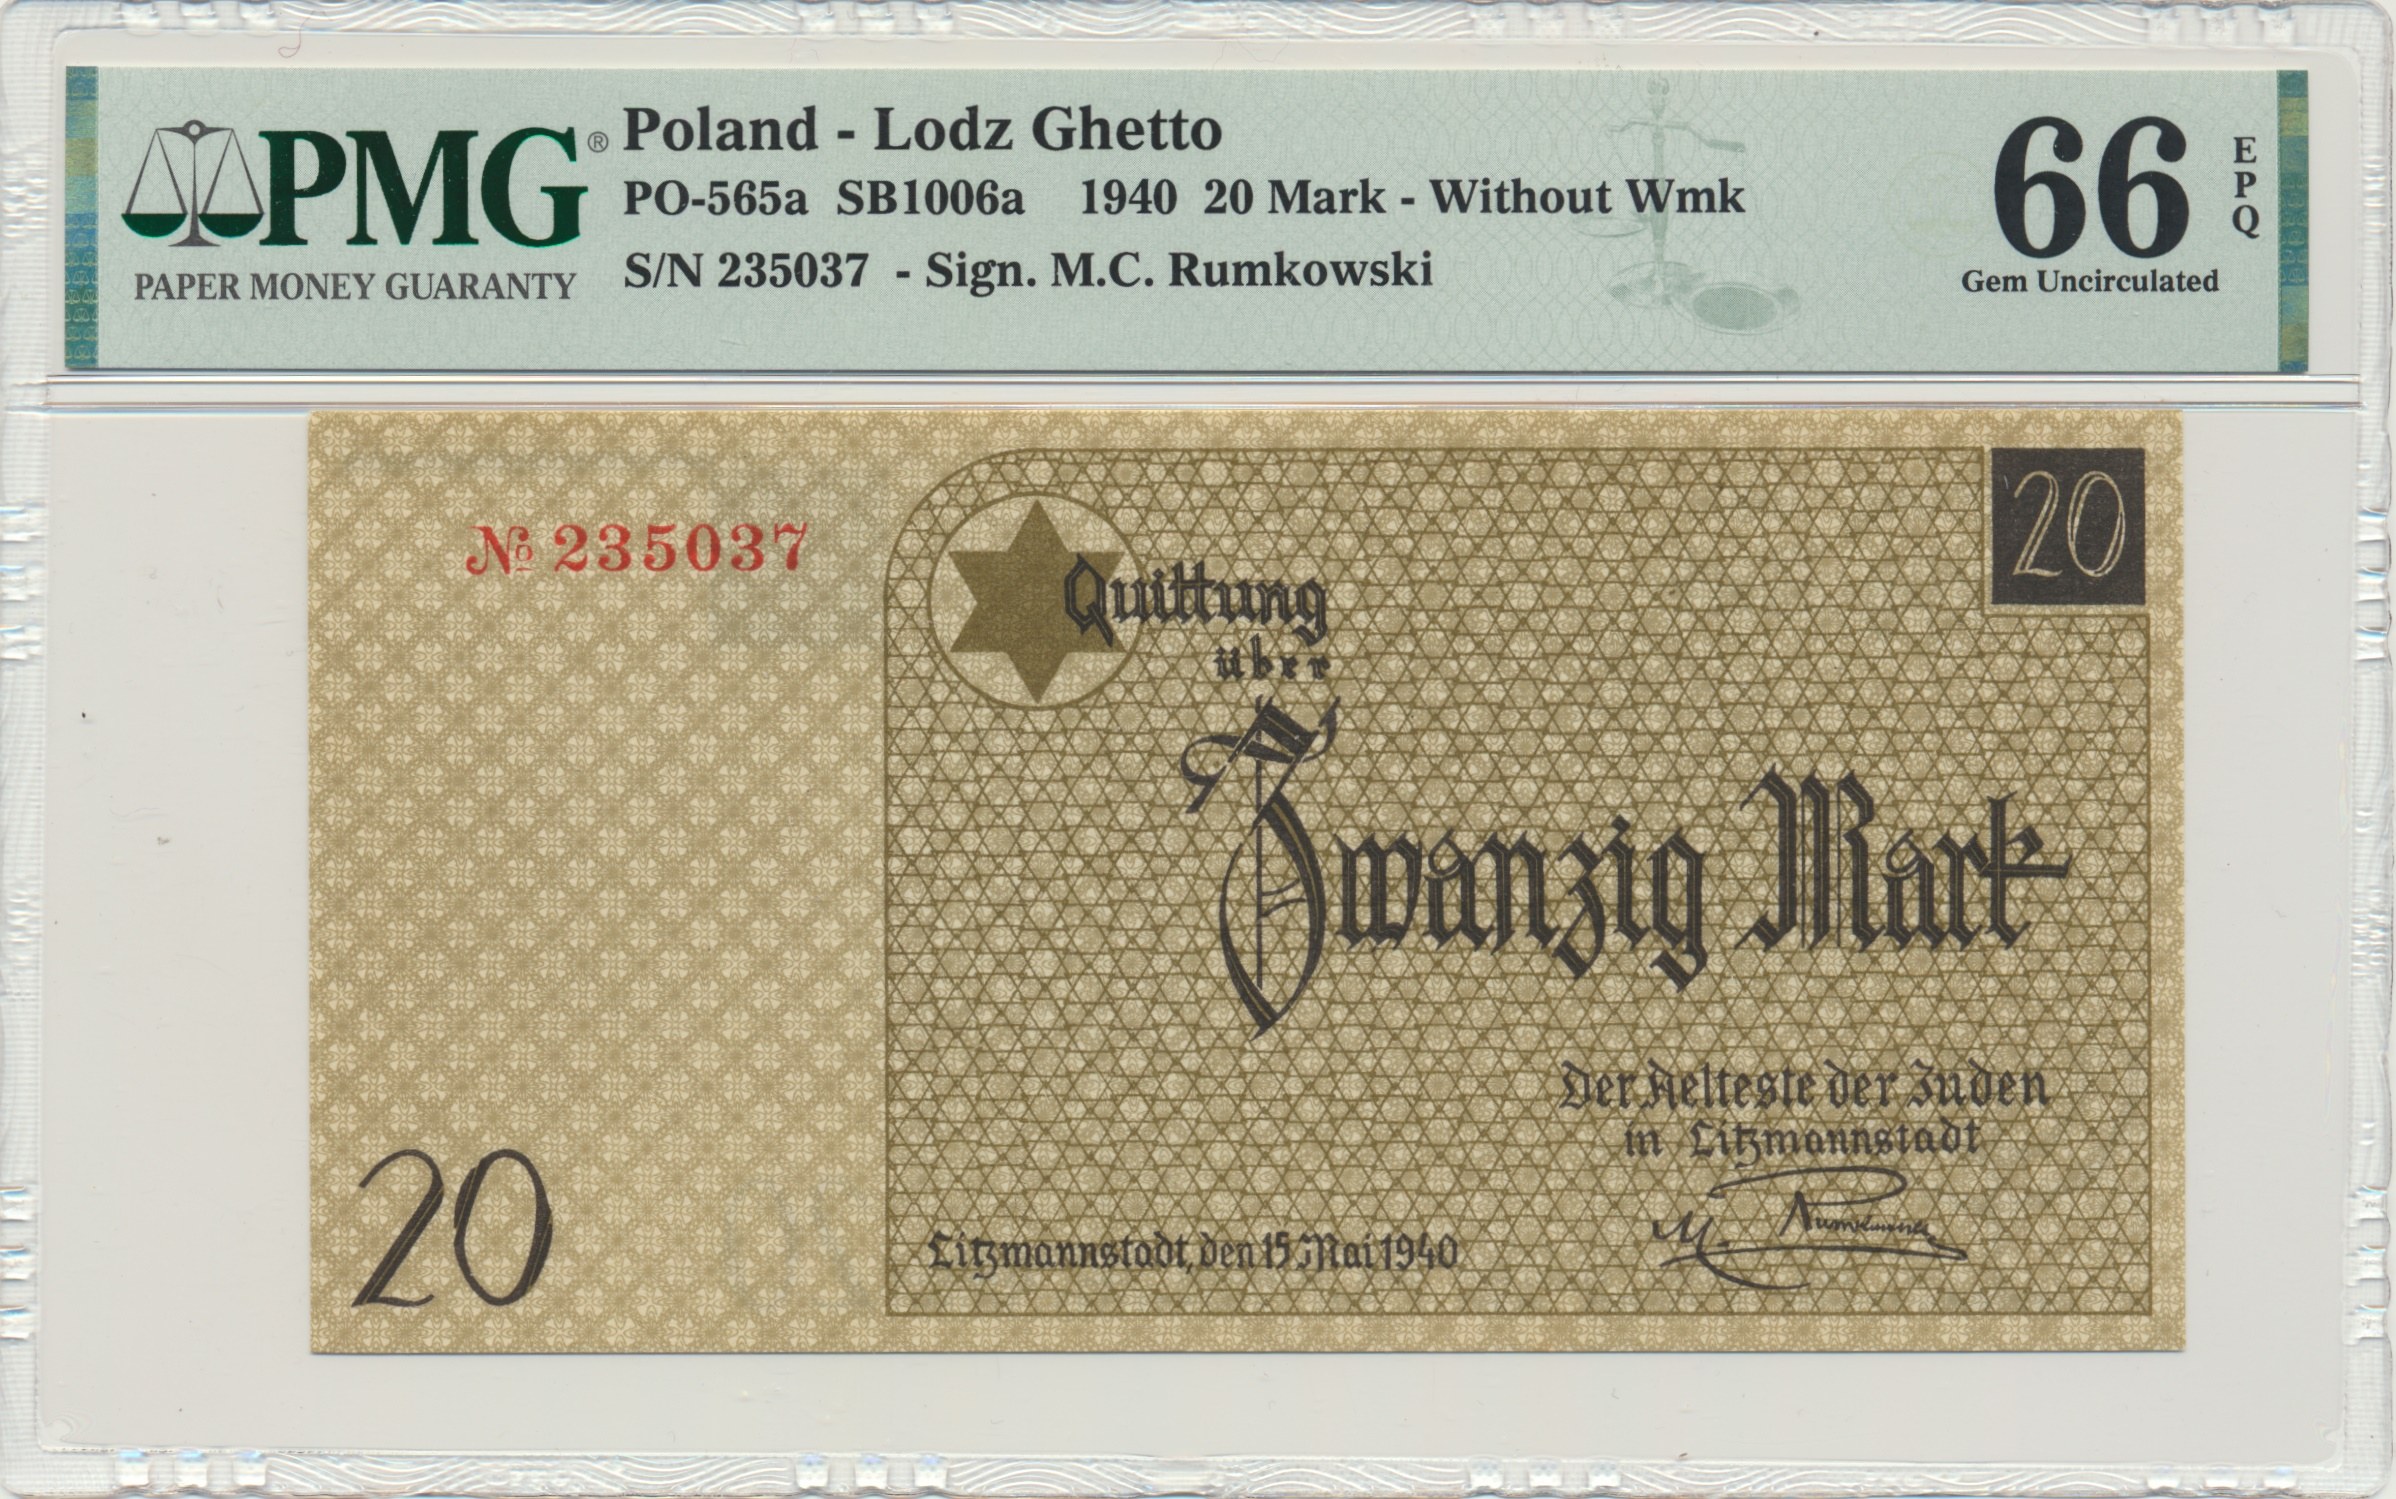 PMG®
PAPER MONEY GUARANTY
Poland - Lodz Ghetto
PO-565a SB1006a 1940 20 Mark - Without Wmk
S/N 235037 - Sign. M.C. Rumkowski
66
EPQ
Gem Uncirculated
№ 235037
20
Quittung
über
Zwanzig Mark
Der Aelteste der Juden
in Litzmannstadt
M. Rumkowski
Litzmannstadt, den 15. Mai 1940
20